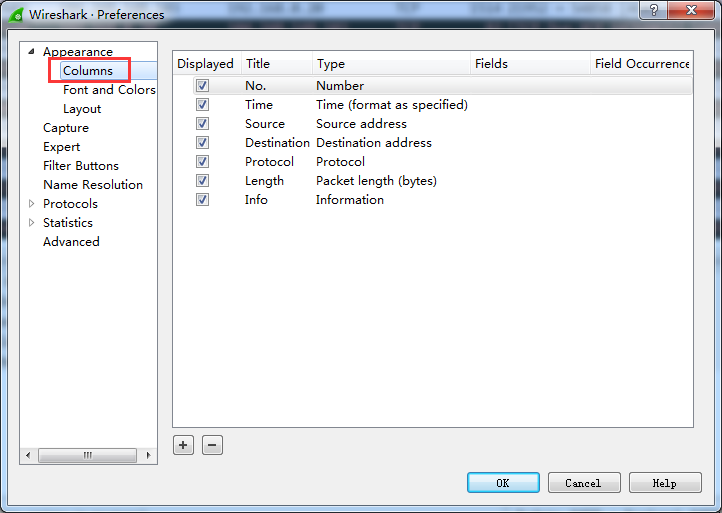 Wireshark · Preferences
Appearance
Columns
Font and Colors
Layout
Capture
Expert
Filter Buttons
Name Resolution
Protocols
Statistics
Advanced
Displayed Title Type Fields Field Occurrence
No. Number
Time Time (format as specified)
Source Source address
Destination Destination address
Protocol Protocol
Length Packet length (bytes)
Info Information
OK Cancel Help